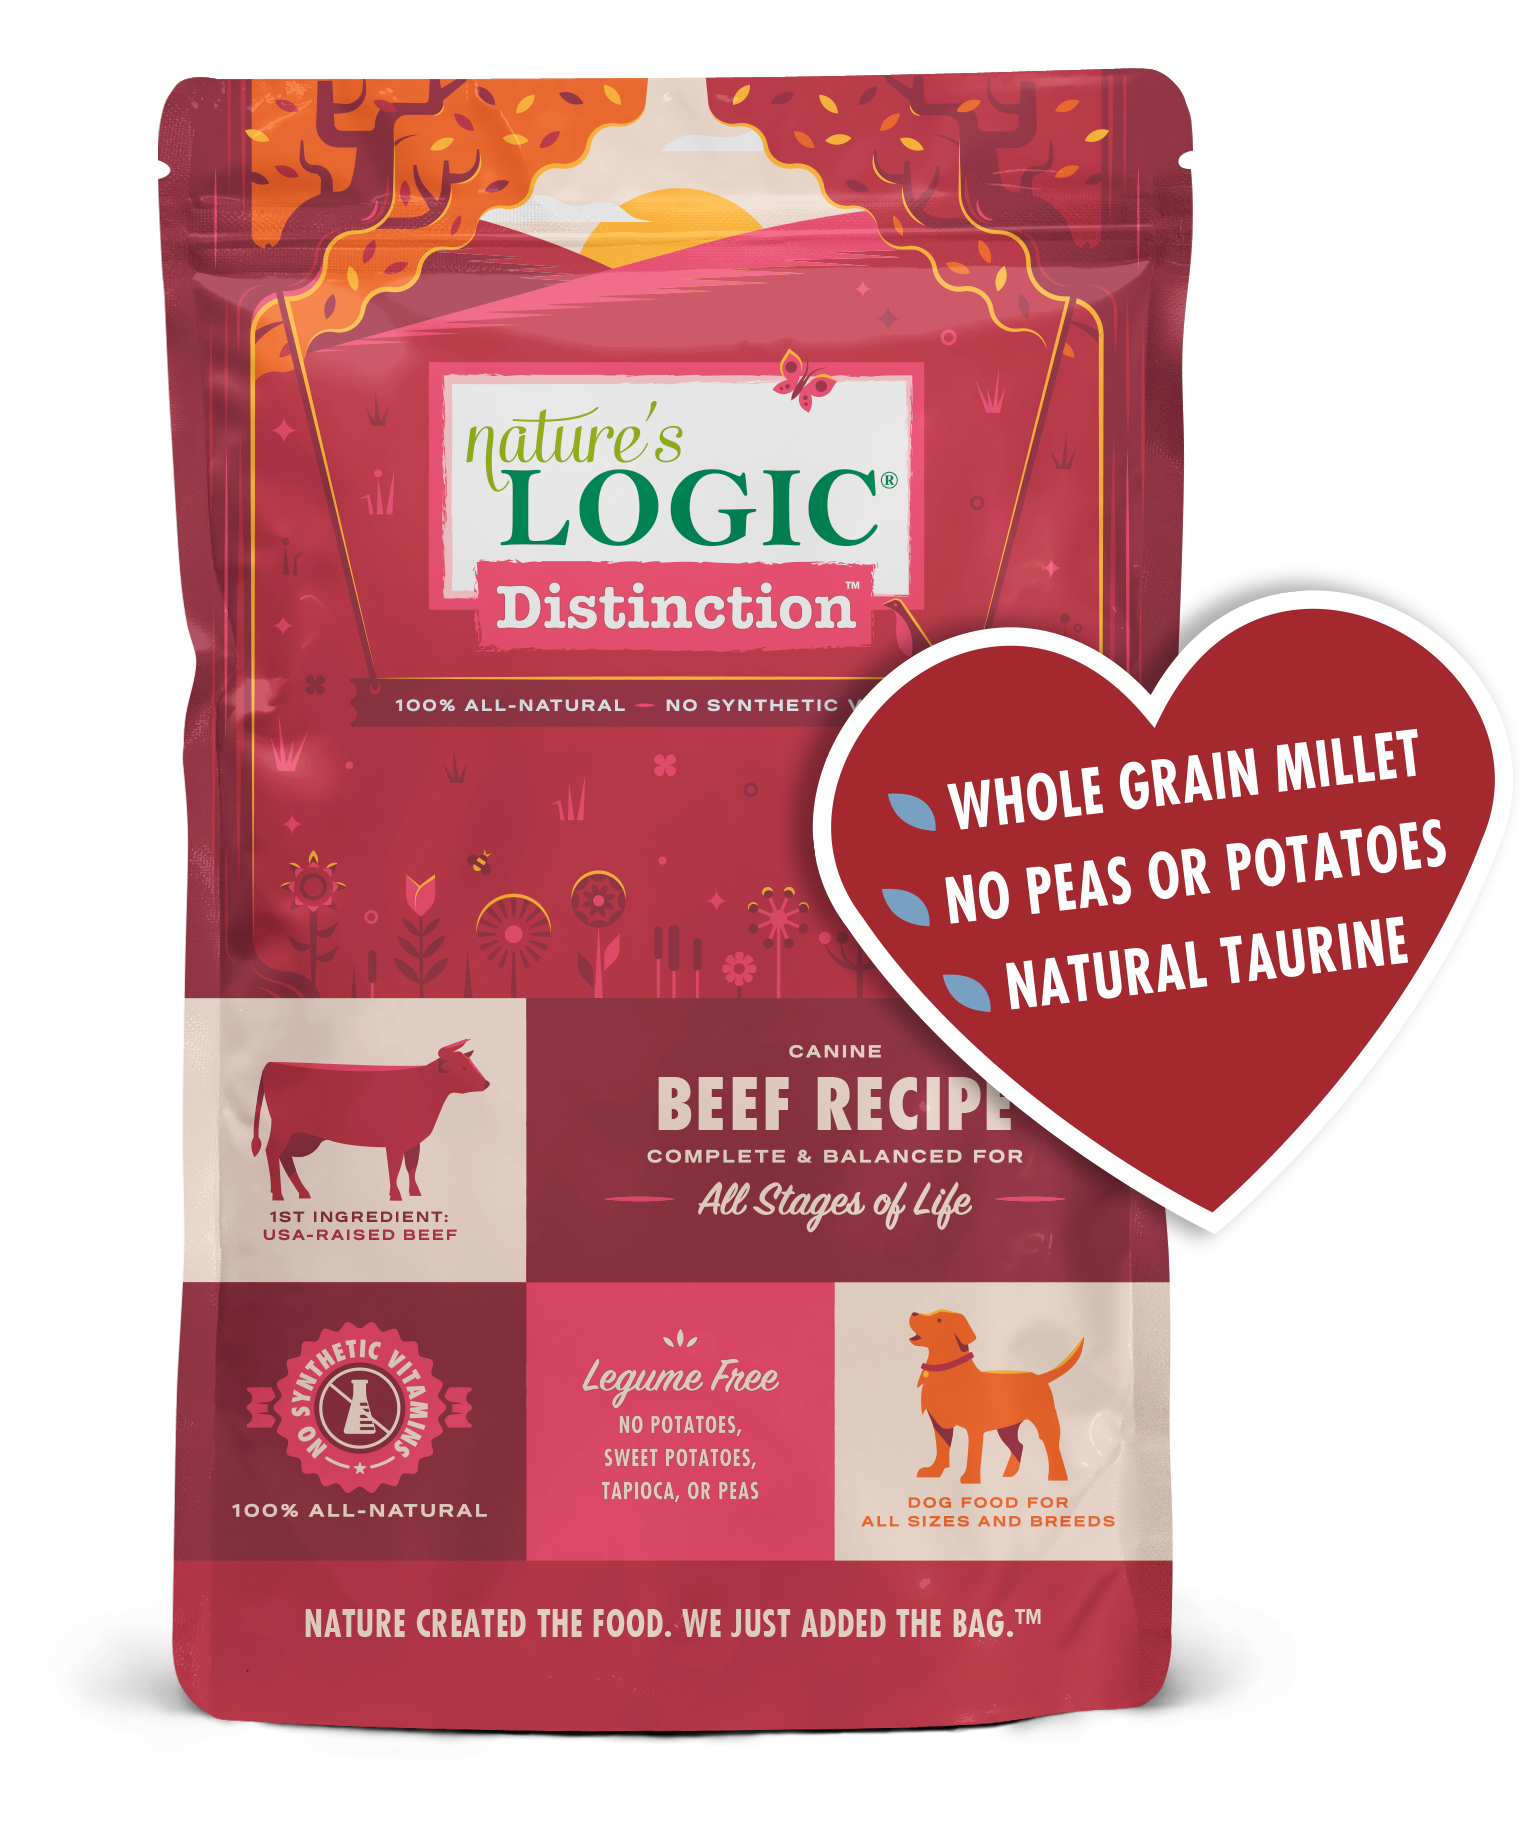 nature's
LOGIC®
Distinction™
100% ALL-NATURAL — NO SYNTHETIC
WHOLE GRAIN MILLET
NO PEAS OR POTATOES
NATURAL TAURINE
CANINE
BEEF RECIPE
COMPLETE & BALANCED FOR
All Stages of Life
1ST INGREDIENT:
USA-RAISED BEEF
NO SYNTHETIC VITAMINS
100% ALL-NATURAL
Legume Free
NO POTATOES,
SWEET POTATOES,
TAPIOCA, OR PEAS
DOG FOOD FOR
ALL SIZES AND BREEDS
NATURE CREATED THE FOOD. WE JUST ADDED THE BAG.™